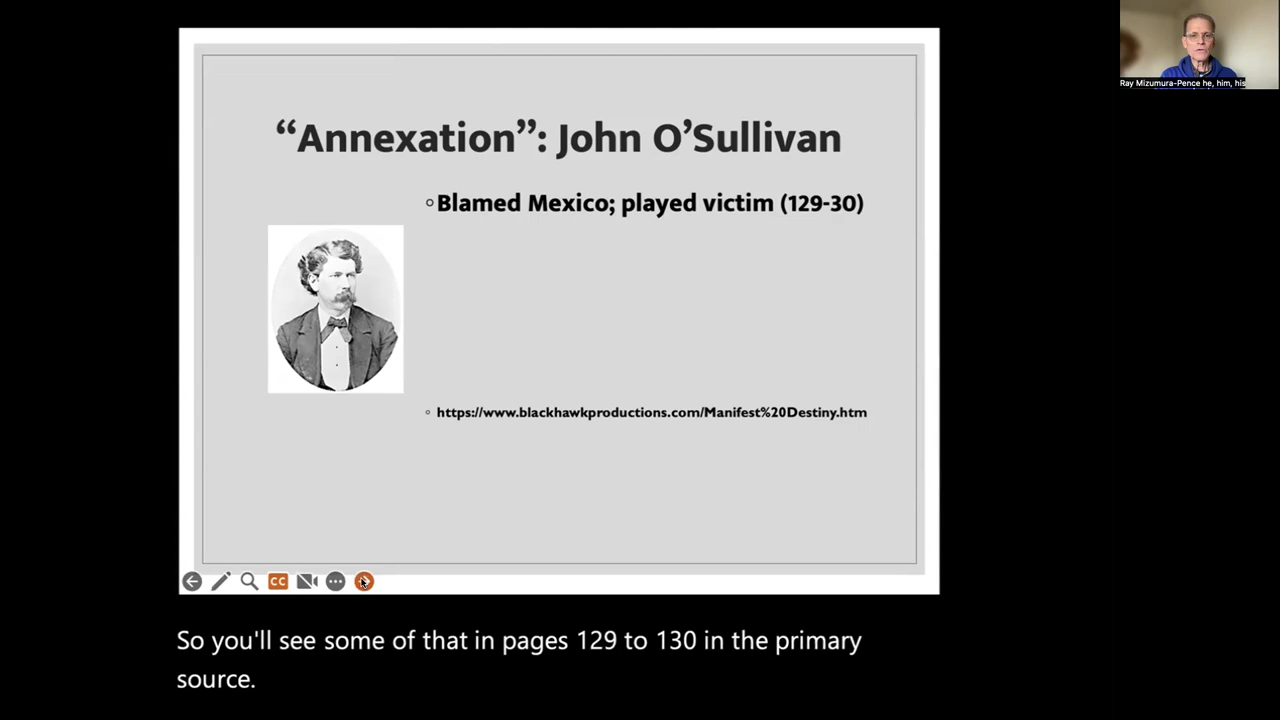 Ray Mizumura-Pence he, him, his
“Annexation”: John O’Sullivan
◦Blamed Mexico; played victim (129-30)
◦ https://www.blackhawkproductions.com/Manifest%20Destiny.htm
CC
So you'll see some of that in pages 129 to 130 in the primary
source.